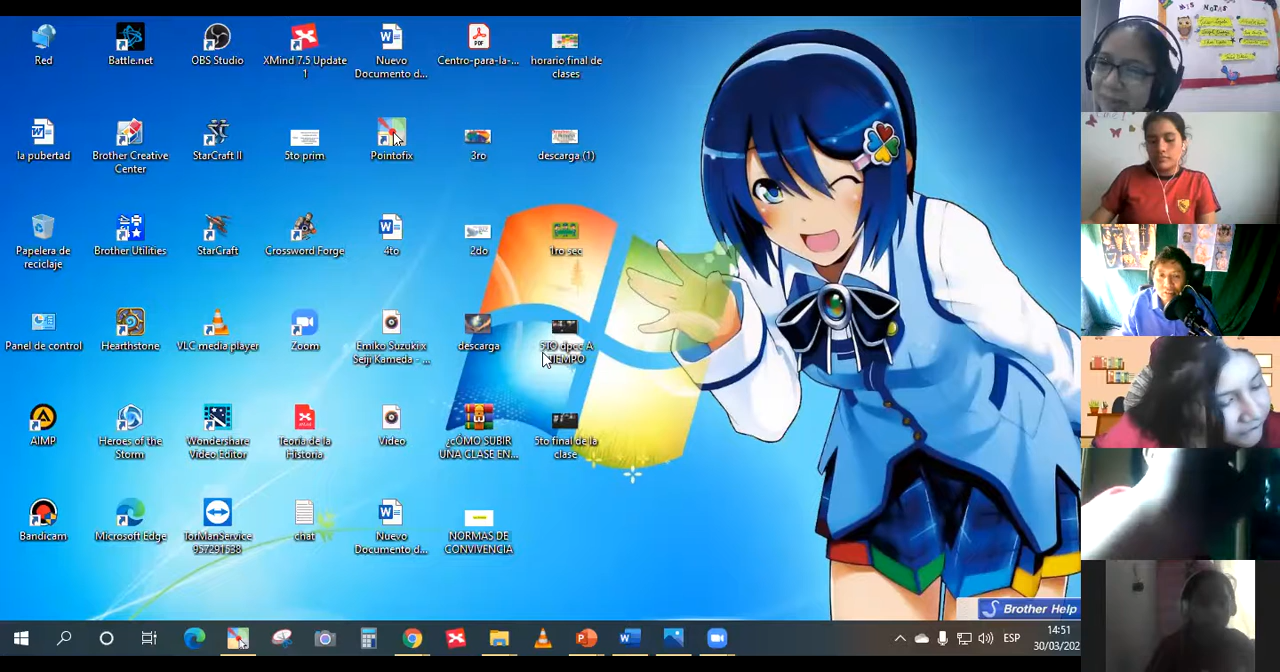 Red
Battle.net
OBS Studio
XMind 7.5 Update
1
Nuevo
Documento d...
Centro-para-la-...
horario final de
clases
la pubertad
Brother Creative
Center
StarCraft II
5to prim
Pointofix
3ro
descarga (1)
Papelera de
reciclaje
Brother Utilities
StarCraft
Crossword Forge
4to
2do
1ro sec
Panel de control
Hearthstone
VLC media player
Zoom
Emiko Suzuki x
Seiji Kameda - ...
descarga
5TO dpcc A
TIEMPO
AIMP
Heroes of the
Storm
Wondershare
Video Editor
Teoria de la
Historia
Video
¿cÓMO SUBIR
UNA CLASE EN...
5to final de la
clase
Bandicam
Microsoft Edge
TorManService
957291538
chat
Nuevo
Documento d...
NORMAS DE
CONVIVENCIA
Brother Help
ESP
14:51
30/03/202
MIS NOTAS